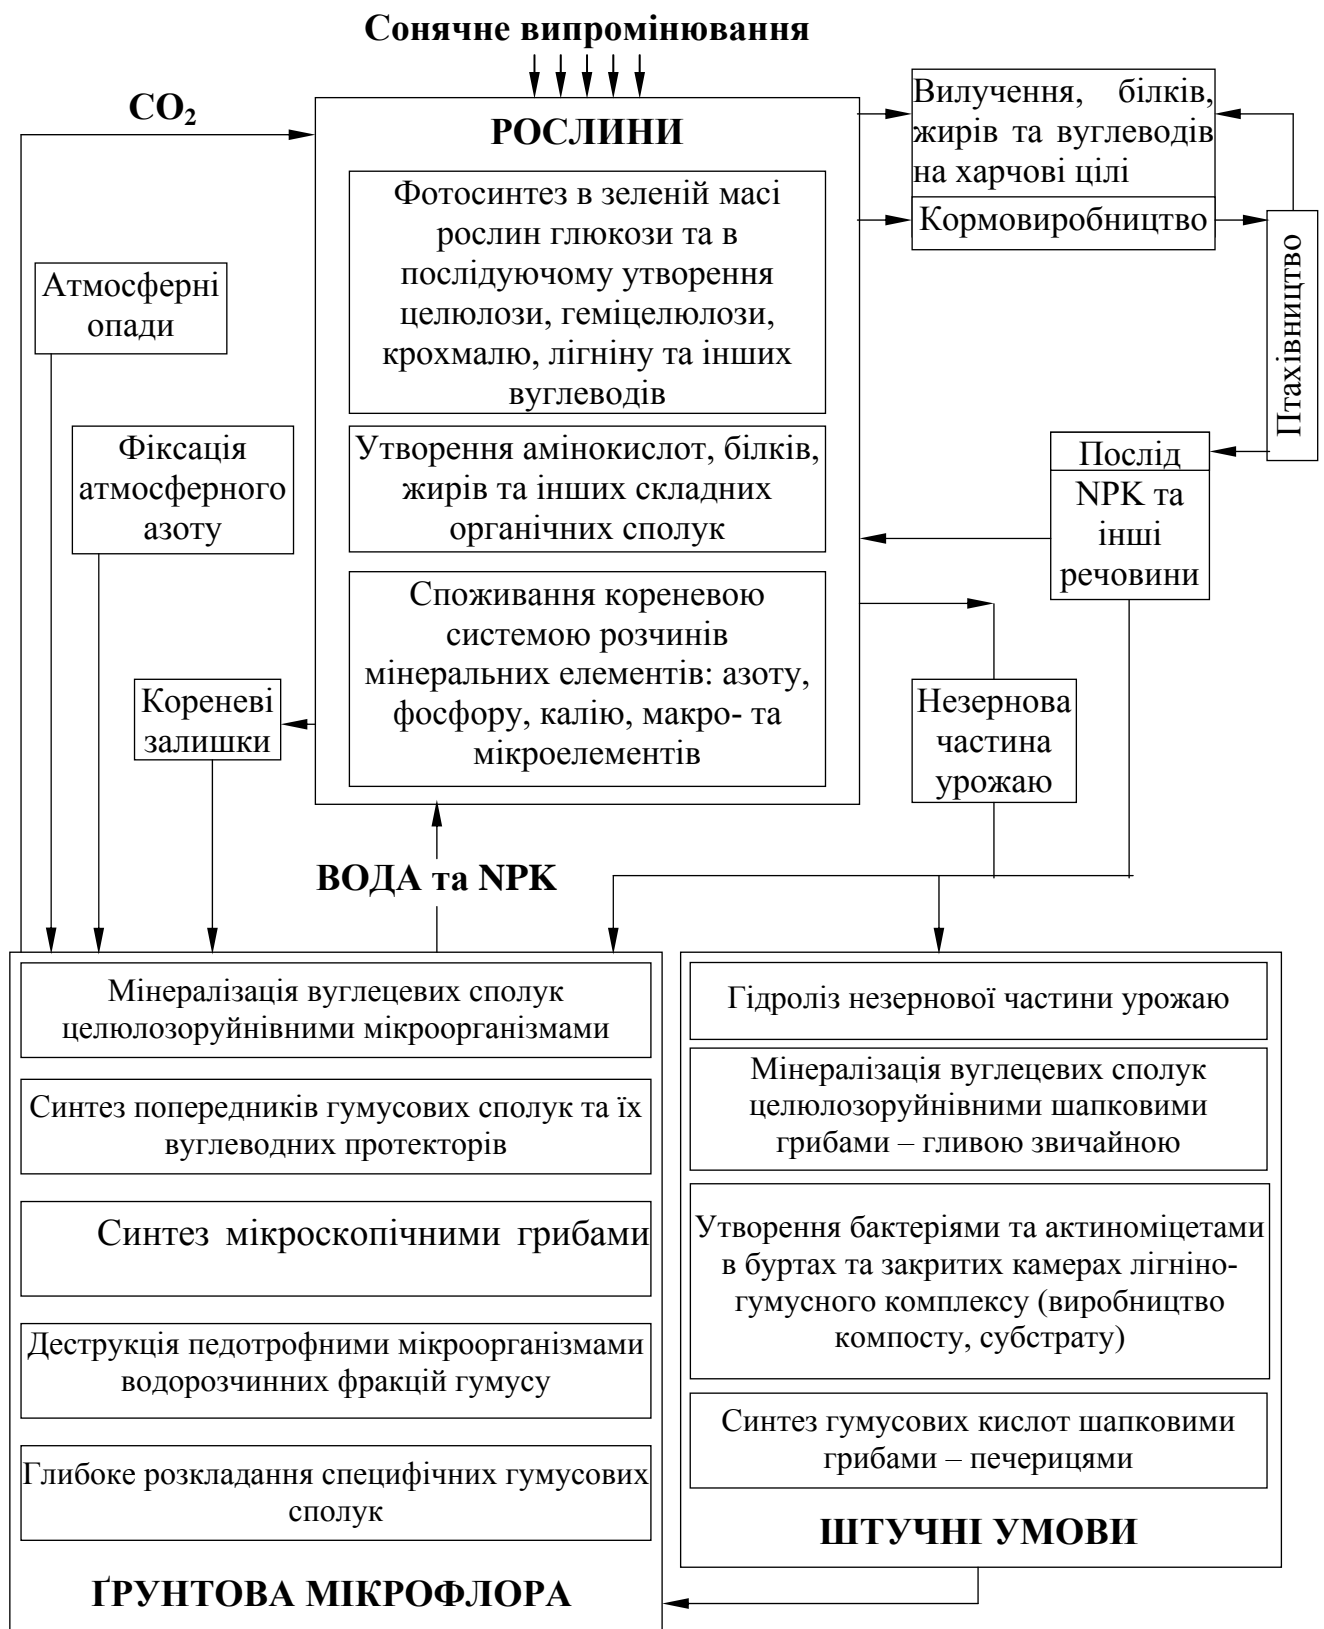 Сонячне випромінювання
CO₂
РОСЛИНИ
Фотосинтез в зеленій масі
рослин глюкози та в
послідуючому утворення
целюлози, геміцелюлози,
крохмалю, лігніну та інших
вуглеводів
Утворення амінокислот, білків,
жирів та інших складних
органічних сполук
Споживання кореневою
системою розчинів
мінеральних елементів: азоту,
фосфору, калію, макро- та
мікроелементів
Вилучення, білків,
жирів та вуглеводів
на харчові цілі
Кормовиробництво
Птахівництво
Послід
NPK та
інші
речовини
Незернова
частина
урожаю
Атмосферні
опади
Фіксація
атмосферного
азоту
Кореневі
залишки
ВОДА та NPK
Мінералізація вуглецевих сполук
целюлозоруйнівними мікроорганізмами
Синтез попередників гумусових сполук та їх
вуглеводних протекторів
Синтез мікроскопічними грибами
Деструкція педотрофними мікроорганізмами
водорозчинних фракцій гумусу
Глибоке розкладання специфічних гумусових
сполук
ҐРУНТОВА МІКРОФЛОРА
Гідроліз незернової частини урожаю
Мінералізація вуглецевих сполук
целюлозоруйнівними шапковими
грибами – гливою звичайною
Утворення бактеріями та актиноміцетами
в буртах та закритих камерах лігніно-
гумусного комплексу (виробництво
компосту, субстрату)
Синтез гумусових кислот шапковими
грибами – печерицями
ШТУЧНІ УМОВИ